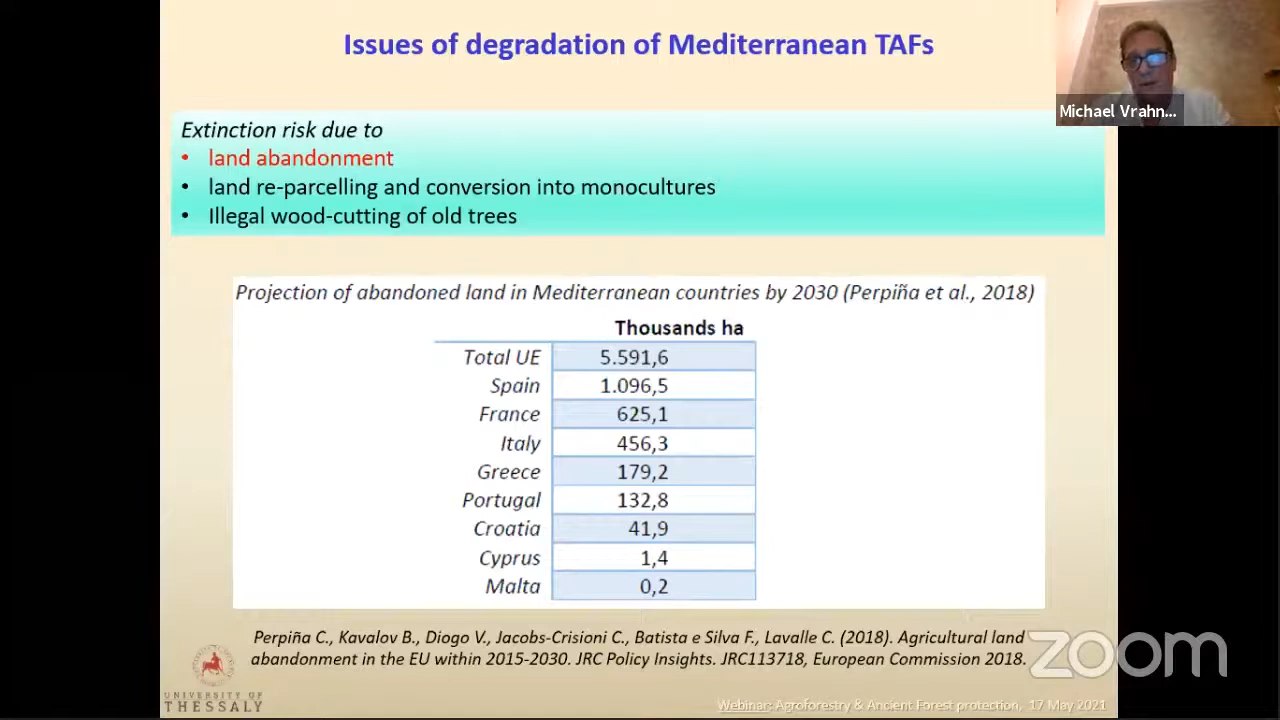 Issues of degradation of Mediterranean TAFs
Michael Vrahn...
Extinction risk due to
• land abandonment
• land re-parcelling and conversion into monocultures
• Illegal wood-cutting of old trees
Projection of abandoned land in Mediterranean countries by 2030 (Perpiña et al., 2018)
Thousands ha
Total UE 5.591,6
Spain 1.096,5
France 625,1
Italy 456,3
Greece 179,2
Portugal 132,8
Croatia 41,9
Cyprus 1,4
Malta 0,2
Perpiña C., Kavalov B., Diogo V., Jacobs-Crisioni C., Batista e Silva F., Lavalle C. (2018). Agricultural land
abandonment in the EU within 2015-2030. JRC Policy Insights. JRC113718, European Commission 2018.
zoom
UNIVERSITY OF
THESSALY
Webinar: Agroforestry & Ancient Forest protection, 17 May 2021